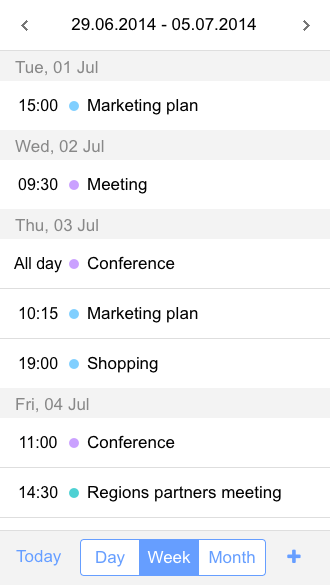 29.06.2014 - 05.07.2014
Tue, 01 Jul
15:00 Marketing plan
Wed, 02 Jul
09:30 Meeting
Thu, 03 Jul
All day Conference
10:15 Marketing plan
19:00 Shopping
Fri, 04 Jul
11:00 Conference
14:30 Regions partners meeting
Today Day Week Month